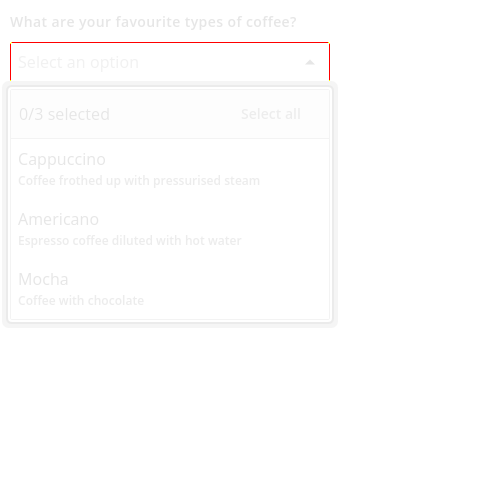 What are your favourite types of coffee?
Select an option
0/3 selected
Select all
Cappuccino
Coffee frothed up with pressurised steam
Americano
Espresso coffee diluted with hot water
Mocha
Coffee with chocolate